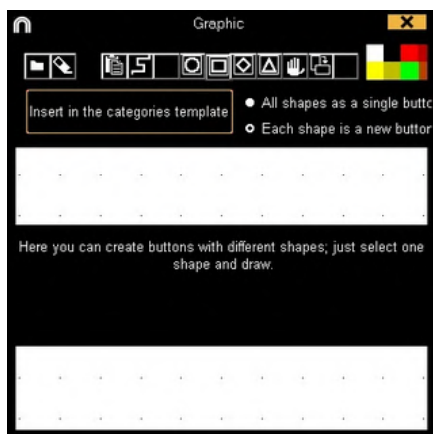 Graphic
Insert in the categories template
All shapes as a single butto
Each shape is a new button
Here you can create buttons with different shapes; just select one
shape and draw.